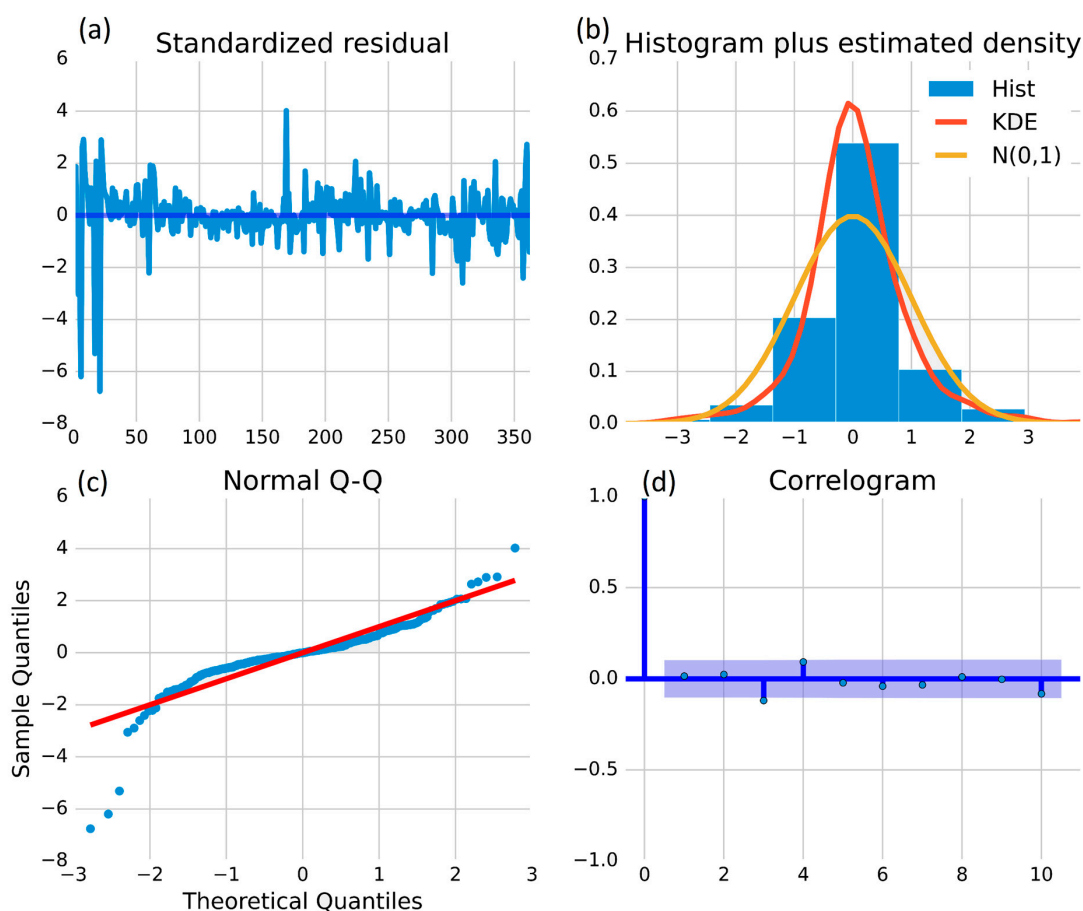 (a)
Standardized residual
6
4
2
0
−2
−4
−6
−8
0 50 100 150 200 250 300 350
(b)
Histogram plus estimated density
0.7
0.6
0.5
0.4
0.3
0.2
0.1
0.0
Hist
KDE
N(0,1)
−3 −2 −1 0 1 2 3
(c)
Normal Q-Q
Sample Quantiles
6
4
2
0
−2
−4
−6
−8
−3 −2 −1 0 1 2 3
Theoretical Quantiles
(d)
Correlogram
1.0
0.5
0.0
−0.5
−1.0
0 2 4 6 8 10